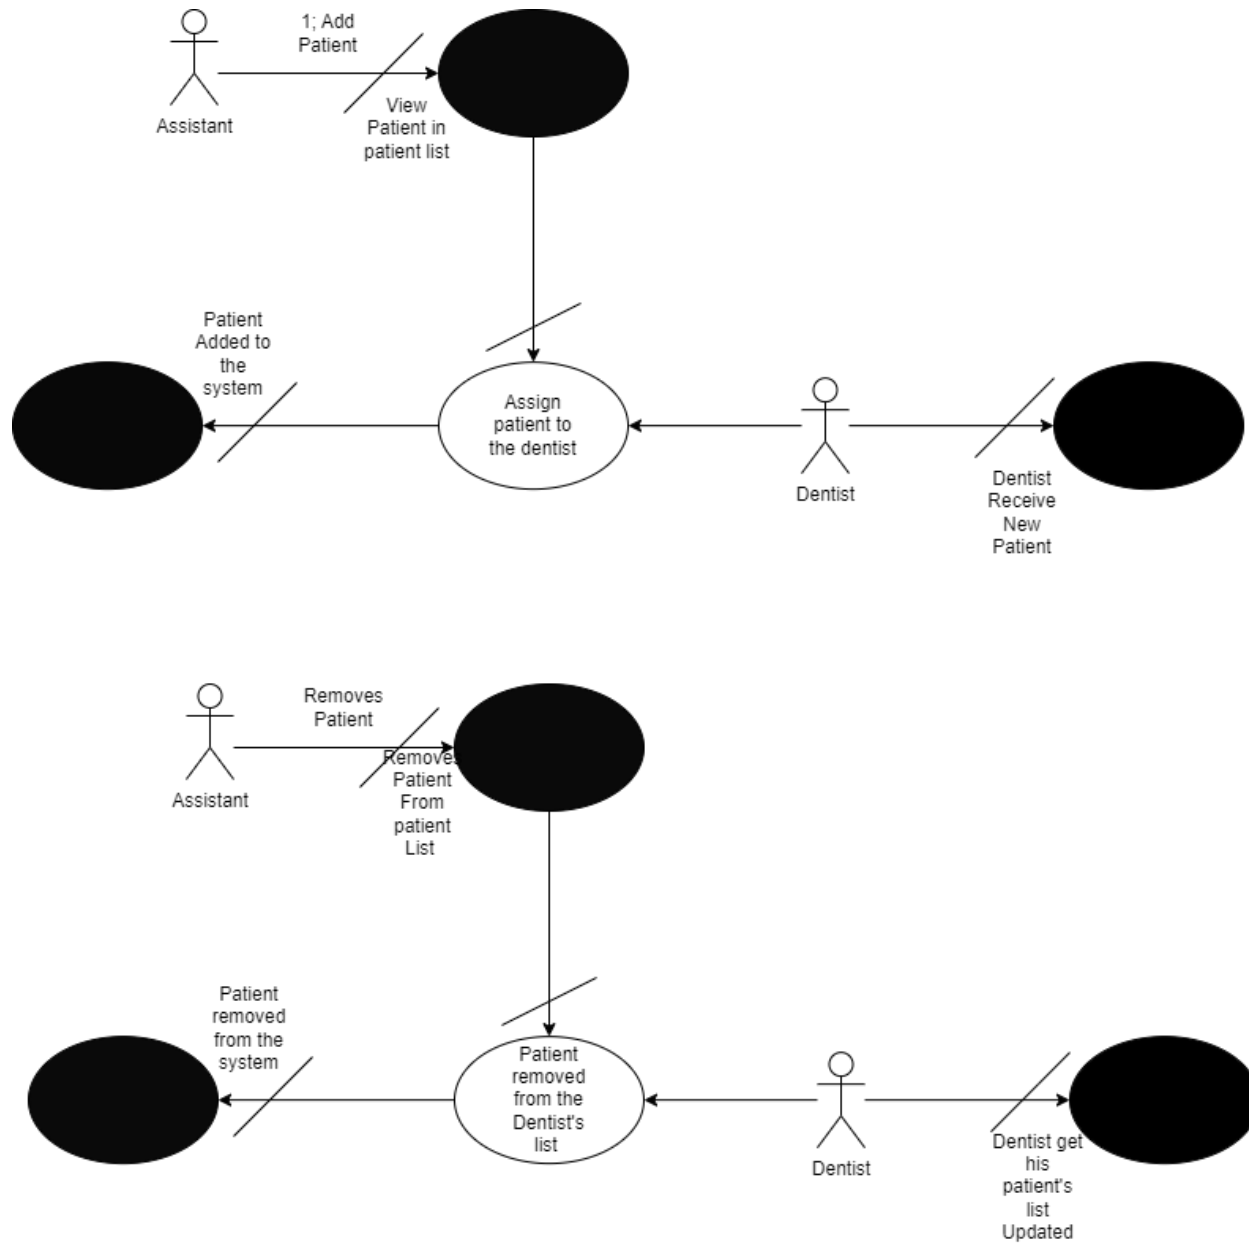 1; Add
Patient
Assistant
View
Patient in
patient list
Patient
Added to
the
system
Assign
patient to
the dentist
Dentist
Dentist
Receive
New
Patient
Removes
Patient
Assistant
Removes
Patient
From
patient
List
Patient
removed
from the
system
Patient
removed
from the
Dentist's
list
Dentist
Dentist get
his
patient's
list
Updated